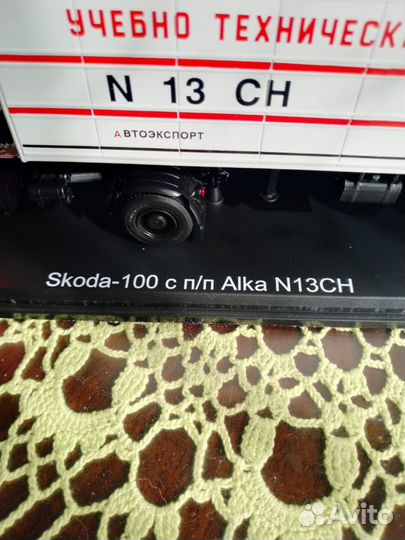 УЧЕБНО ТЕХНИЧЕСК
N 13 CH
АВТОЭКСПОРТ
Skoda-100 с п/п Alka N13CH
Avito